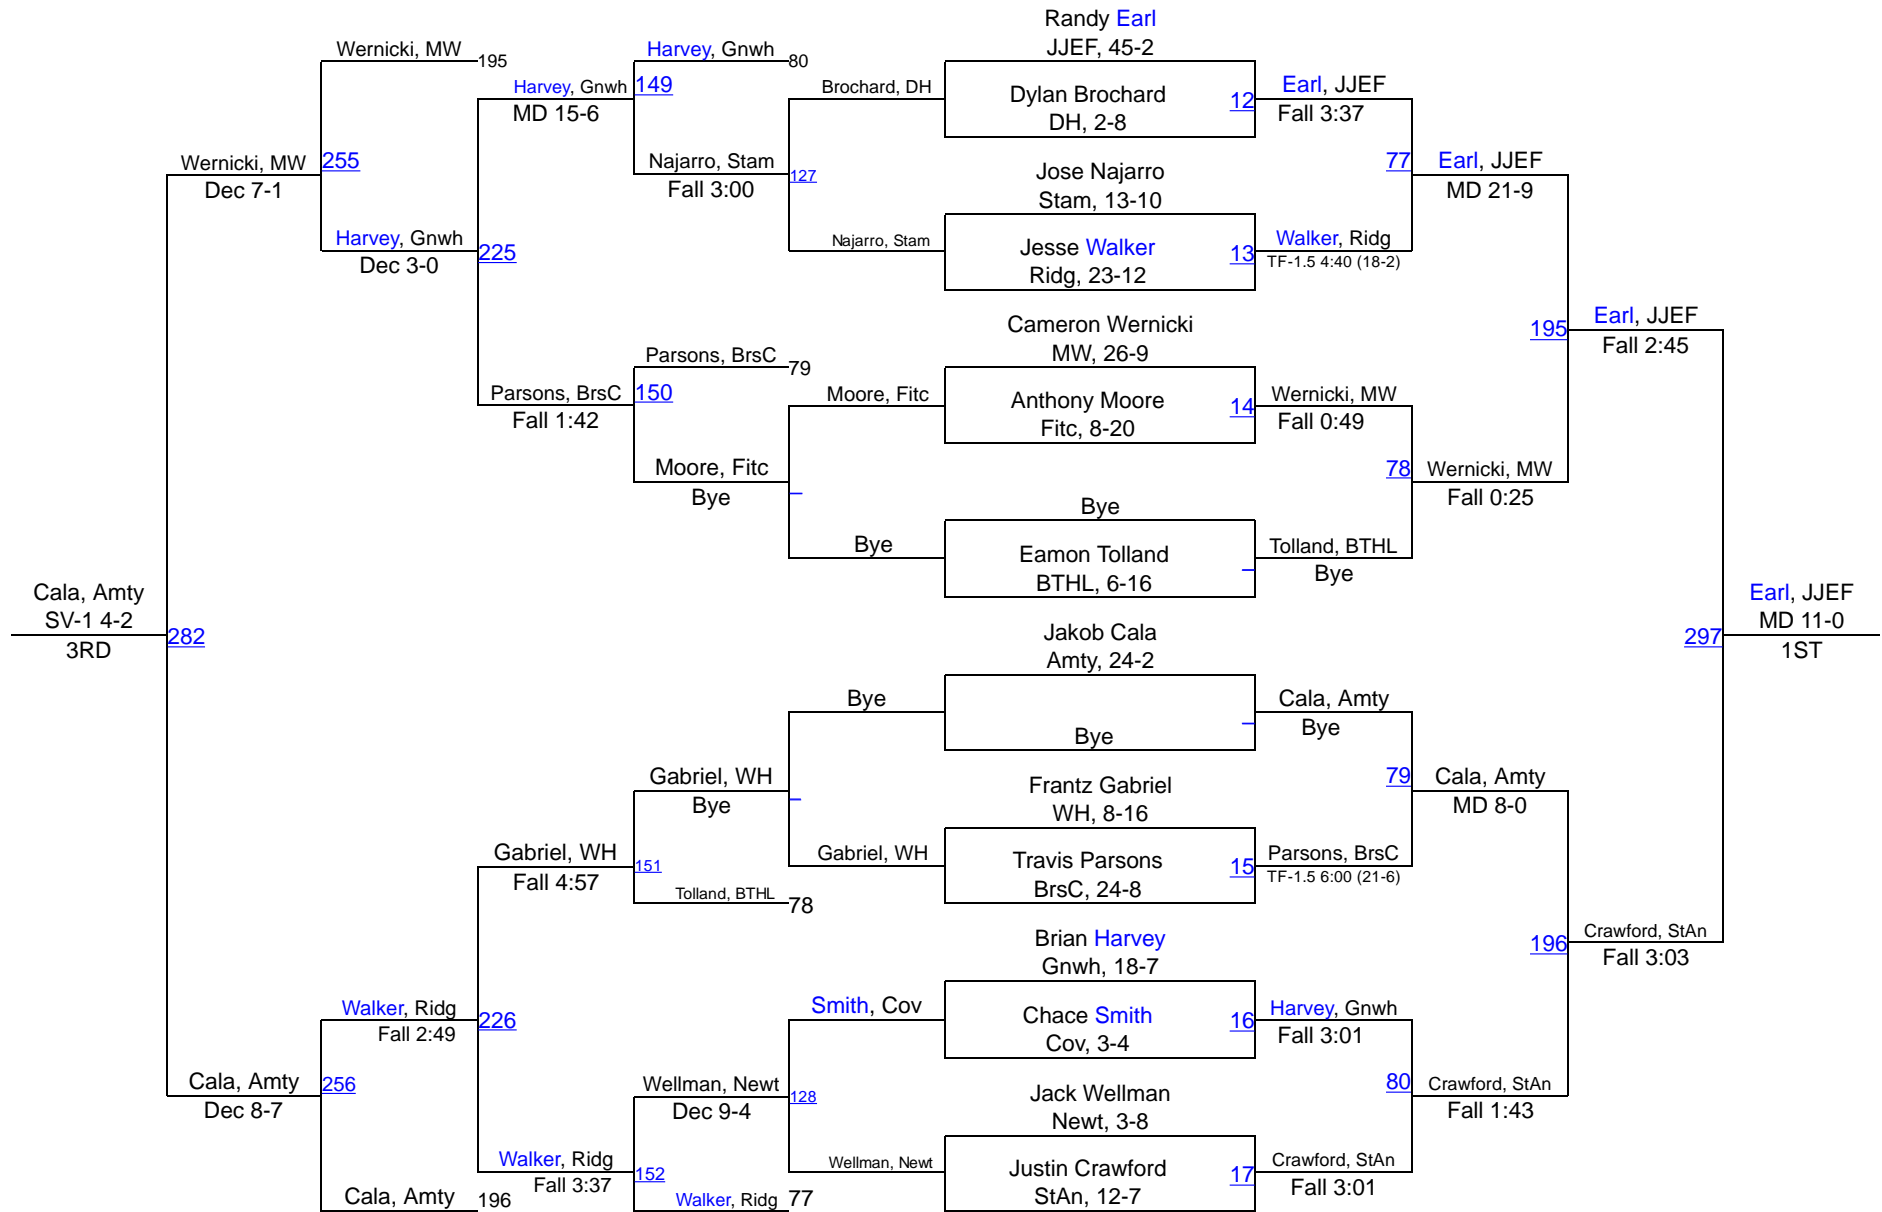 Randy Earl
JJEF, 45-2
Wernicki, MW
195
Harvey, Gnwh
80
Harvey, Gnwh
149
MD 15-6
Brochard, DH
Dylan Brochard
DH, 2-8
12
Earl, JJEF
Fall 3:37
Wernicki, MW
255
Dec 7-1
Najarro, Stam
127
Fall 3:00
Jose Najarro
Stam, 13-10
77
Earl, JJEF
MD 21-9
Harvey, Gnwh
225
Dec 3-0
Najarro, Stam
Jesse Walker
Ridg, 23-12
13
Walker, Ridg
TF-1.5 4:40 (18-2)
Cameron Wernicki
MW, 26-9
195
Earl, JJEF
Fall 2:45
Parsons, BrsC
79
Parsons, BrsC
150
Fall 1:42
Moore, Fitc
Anthony Moore
Fitc, 8-20
14
Wernicki, MW
Fall 0:49
Moore, Fitc
Bye
78
Wernicki, MW
Fall 0:25
Bye
Bye
Eamon Tolland
BTHL, 6-16
Tolland, BTHL
Bye
Cala, Amty
SV-1 4-2
282
3RD
Earl, JJEF
297
MD 11-0
1ST
Jakob Cala
Amty, 24-2
Bye
Cala, Amty
Bye
Bye
Gabriel, WH
Bye
Frantz Gabriel
WH, 8-16
79
Cala, Amty
MD 8-0
Gabriel, WH
151
Fall 4:57
Gabriel, WH
Travis Parsons
BrsC, 24-8
15
Parsons, BrsC
TF-1.5 6:00 (21-6)
Tolland, BTHL
78
Brian Harvey
Gnwh, 18-7
196
Crawford, StAn
Fall 3:03
Walker, Ridg
226
Fall 2:49
Smith, Cov
Chace Smith
Cov, 3-4
16
Harvey, Gnwh
Fall 3:01
Cala, Amty
256
Dec 8-7
Wellman, Newt
128
Dec 9-4
Jack Wellman
Newt, 3-8
80
Crawford, StAn
Fall 1:43
Walker, Ridg
152
Fall 3:37
Wellman, Newt
Justin Crawford
StAn, 12-7
17
Crawford, StAn
Fall 3:01
Cala, Amty
196
Walker, Ridg
77